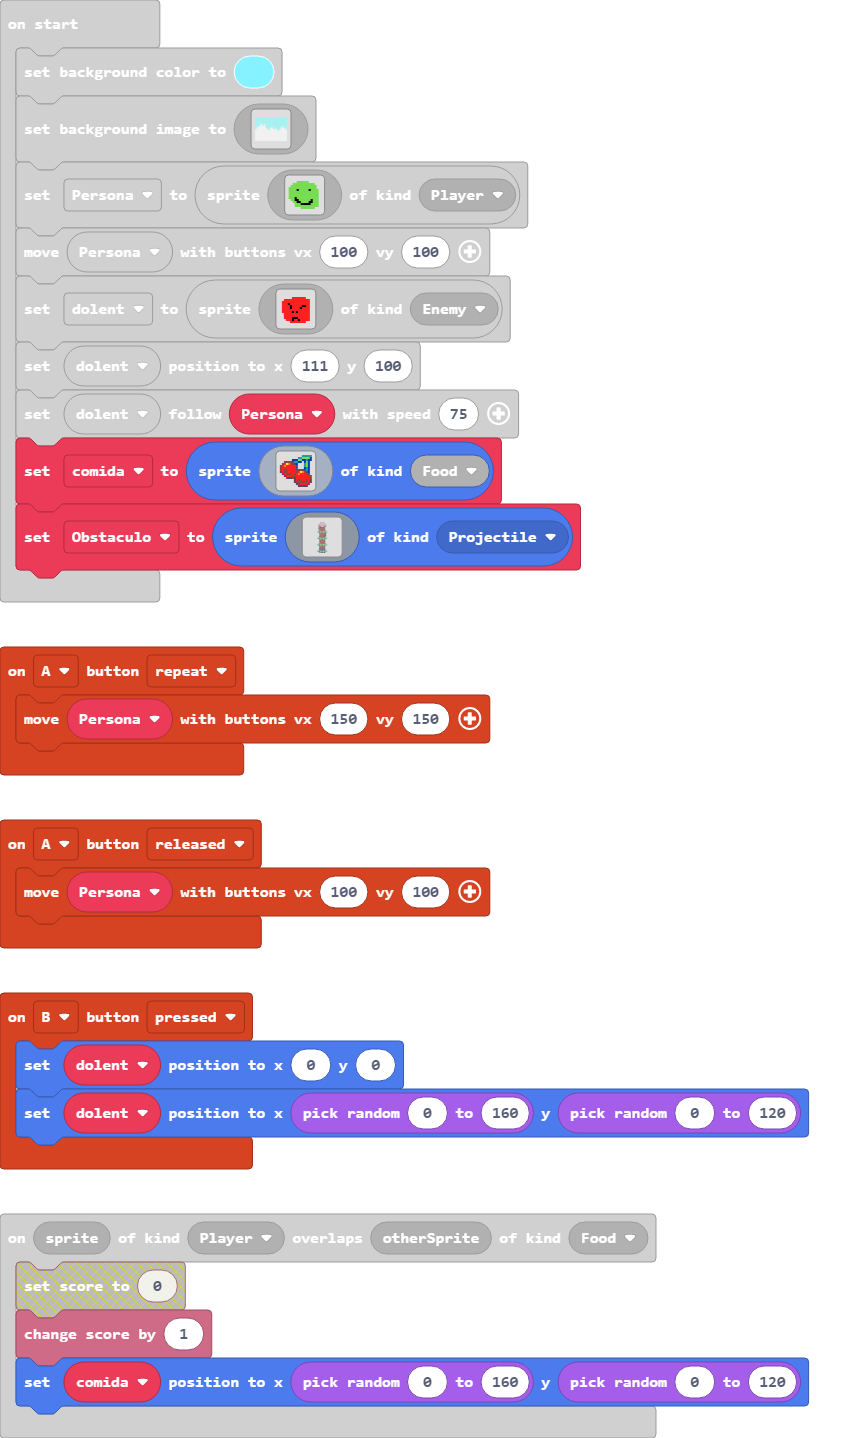 on start
set background color to
set background image to
set Persona to sprite of kind Player
move Persona with buttons vx 100 vy 100
set dolent to sprite of kind Enemy
set dolent position to x 111 y 100
set dolent follow Persona with speed 75
set comida to sprite of kind Food
set Obstaculo to sprite of kind Projectile
on A button repeat
move Persona with buttons vx 150 vy 150
on A button released
move Persona with buttons vx 100 vy 100
on B button pressed
set dolent position to x 0 y 0
set dolent position to x pick random 0 to 160 y pick random 0 to 120
on sprite of kind Player overlaps otherSprite of kind Food
set score to 0
change score by 1
set comida position to x pick random 0 to 160 y pick random 0 to 120